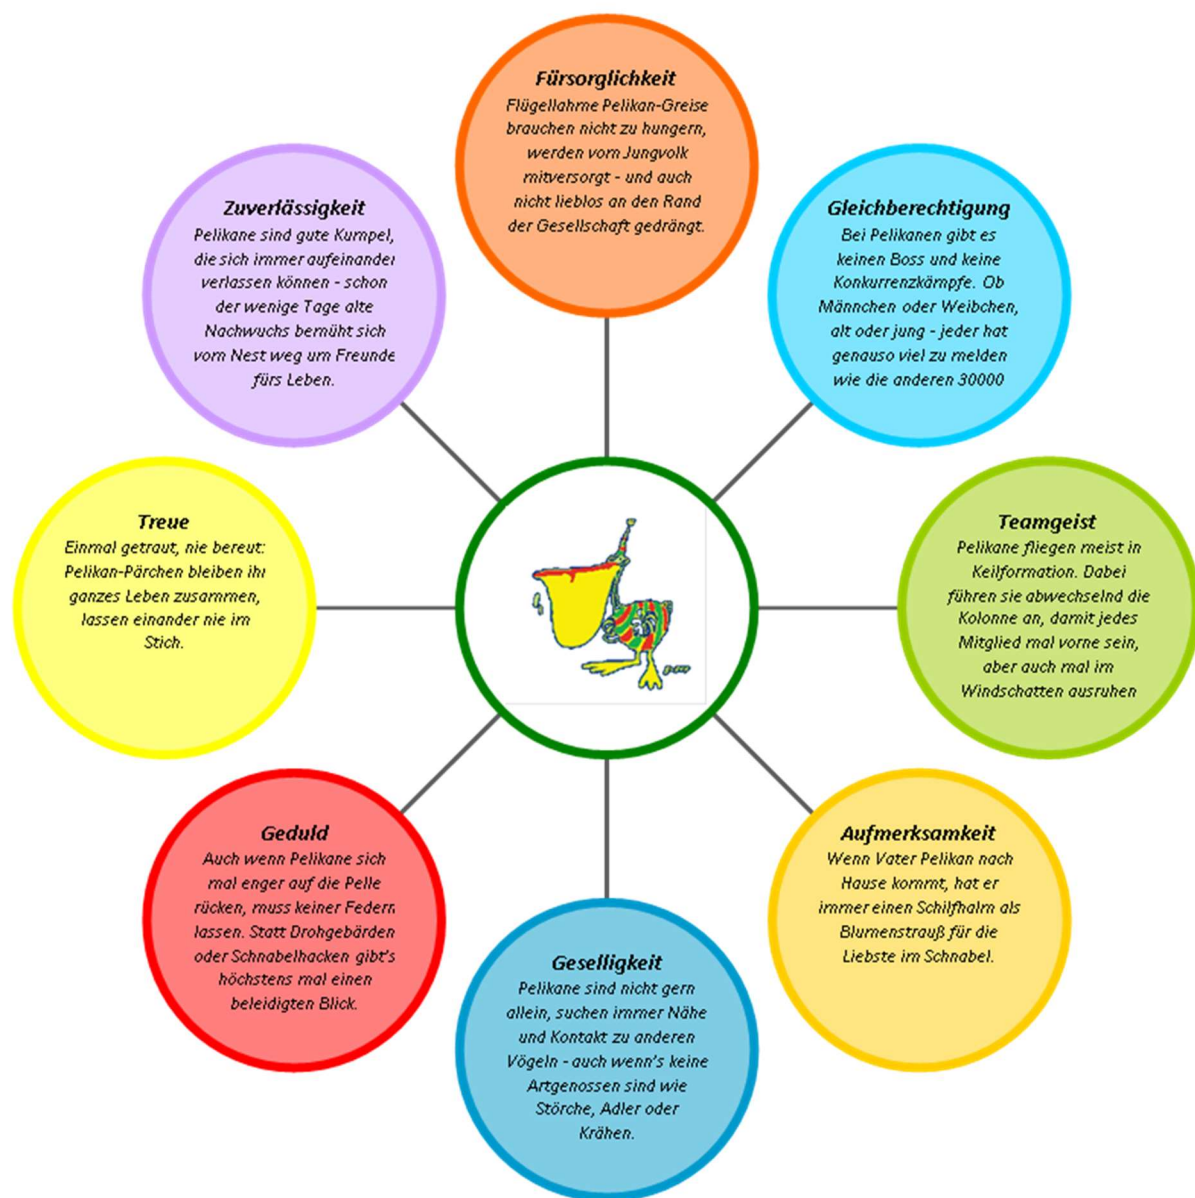 Fürsorglichkeit
Flügellahme Pelikan-Greise
brauchen nicht zu hungern,
werden vom Jungvolk
mitversorgt - und auch
nicht lieblos an den Rand
der Gesellschaft gedrängt.
Gleichberechtigung
Bei Pelikanen gibt es
keinen Boss und keine
Konkurrenzkämpfe. Ob
Männchen oder Weibchen,
alt oder jung - jeder hat
genauso viel zu melden
wie die anderen 30000
Teamgeist
Pelikane fliegen meist in
Keilformation. Dabei
führen sie abwechselnd die
Kolonne an, damit jedes
Mitglied mal vorne sein,
aber auch mal im
Windschatten ausruhen
Aufmerksamkeit
Wenn Vater Pelikan nach
Hause kommt, hat er
immer einen Schilfhalm als
Blumenstrauß für die
Liebste im Schnabel.
Geselligkeit
Pelikane sind nicht gern
allein, suchen immer Nähe
und Kontakt zu anderen
Vögeln - auch wenn's keine
Artgenossen sind wie
Störche, Adler oder
Krähen.
Geduld
Auch wenn Pelikane sich
mal enger auf die Pelle
rücken, muss keiner Federn
lassen. Statt Drohgebärden
oder Schnabelhacken gibt's
höchstens mal einen
beleidigten Blick.
Treue
Einmal getraut, nie bereut:
Pelikan-Pärchen bleiben ihr
ganzes Leben zusammen,
lassen einander nie im
Stich.
Zuverlässigkeit
Pelikane sind gute Kumpel,
die sich immer aufeinander
verlassen können - schon
der wenige Tage alte
Nachwuchs bemüht sich
vom Nest weg um Freunde
fürs Leben.